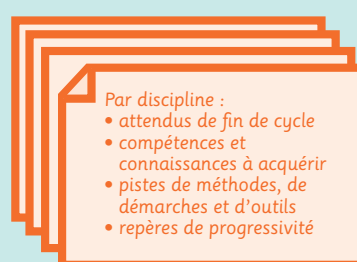 Par discipline :
• attendus de fin de cycle
• compétences et
connaissances à acquérir
• pistes de méthodes, de
démarches et d'outils
• repères de progressivité